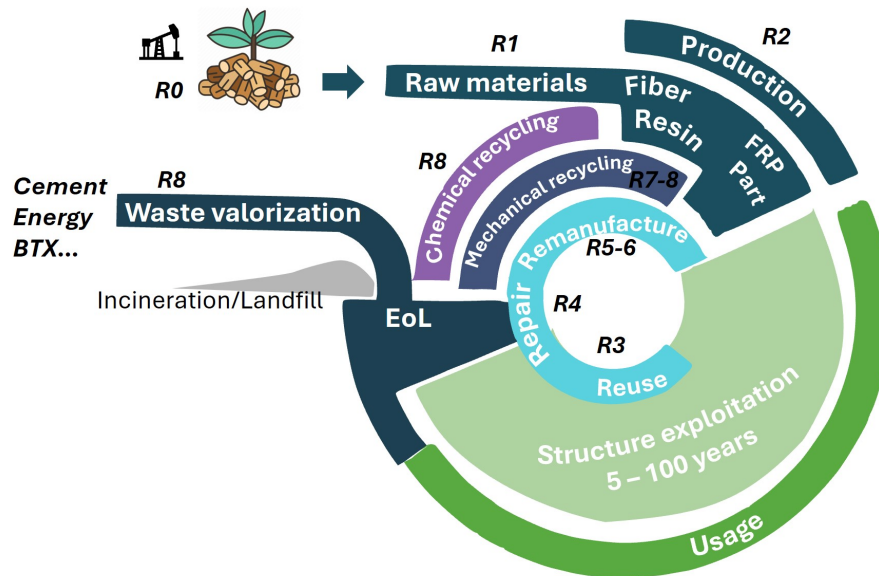 R0
R1
Raw materials
Fiber
Resin
FRP
Part
Production
R2
R8
Chemical recycling
Mechanical recycling
R7-8
Remanufacture
R5-6
Repair
R4
R3
Reuse
Cement
Energy
BTX...
R8
Waste valorization
Incineration/Landfill
EoL
Structure exploitation
5 – 100 years
Usage